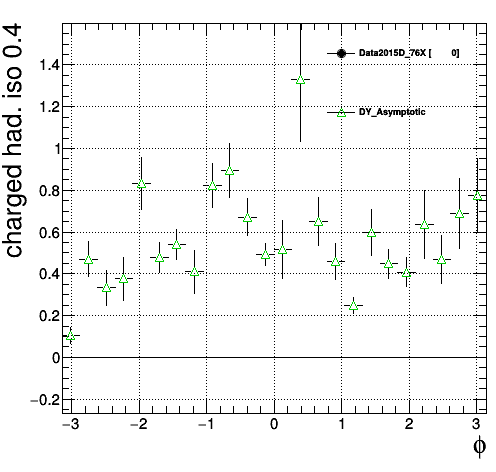 charged had. iso 0.4
Data2015D_76X [ 0]
DY_Asymptotic
1.4
1.2
1
0.8
0.6
0.4
0.2
0
−0.2
−3 −2 −1 0 1 2 3
ϕ